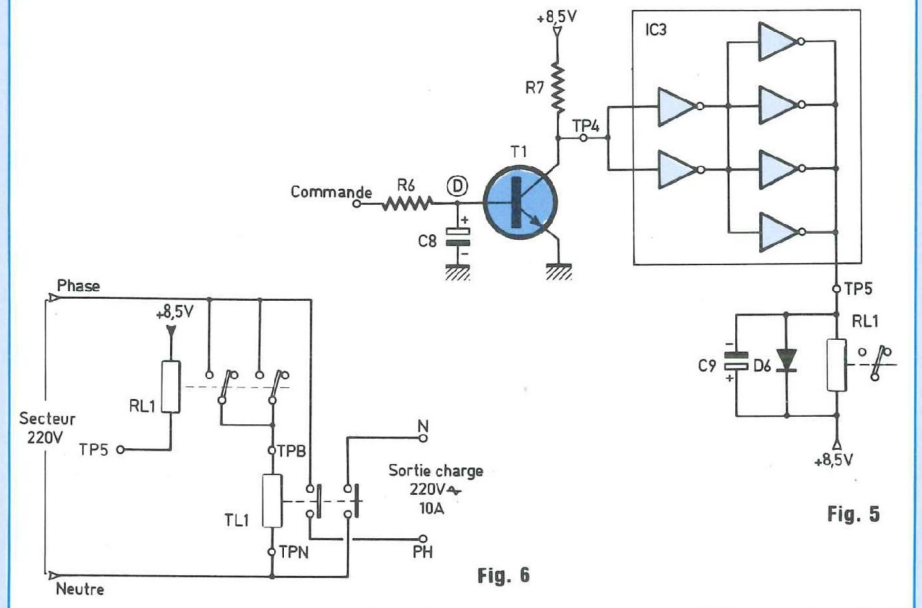 +8,5V
IC3
R7
TP4
T1
Commande
R6
D
C8
+
-
TP5
RL1
-
C9
+
D6
+8,5V
Fig. 5
Phase
+8,5V
RL1
Secteur
220V
TP5
TPB
TL1
TPN
N
Sortie charge
220V~
10A
PH
Neutre
Fig. 6